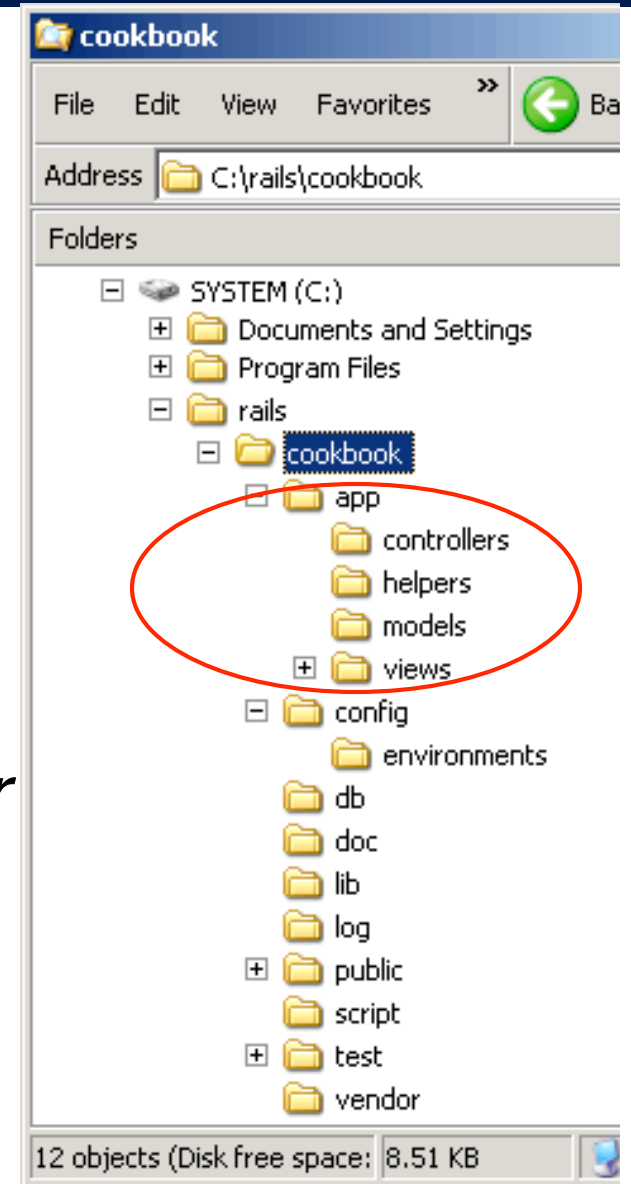 cookbook
File Edit View Favorites » Ba
Address C:\rails\cookbook
Folders
SYSTEM (C:)
Documents and Settings
Program Files
rails
cookbook
app
controllers
helpers
models
views
config
environments
r
db
doc
lib
log
public
script
test
vendor
12 objects (Disk free space: 8.51 KB